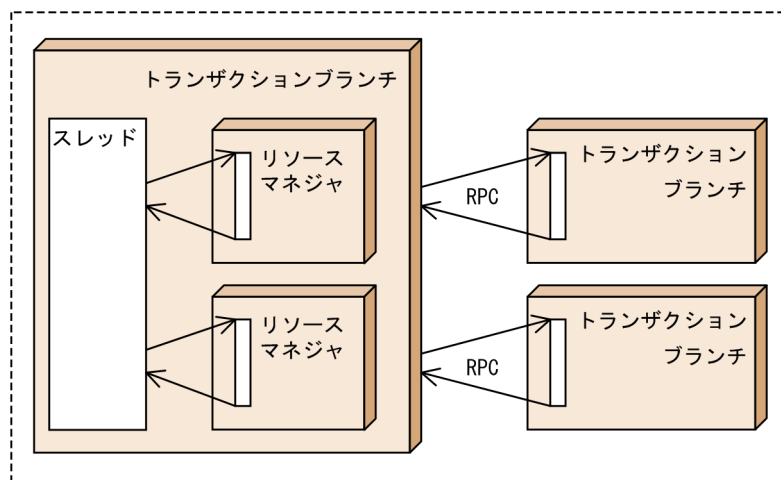 トランザクションブランチ
スレッド
リソース
マネジャ
リソース
マネジャ
トランザクション
ブランチ
RPC
トランザクション
ブランチ
RPC